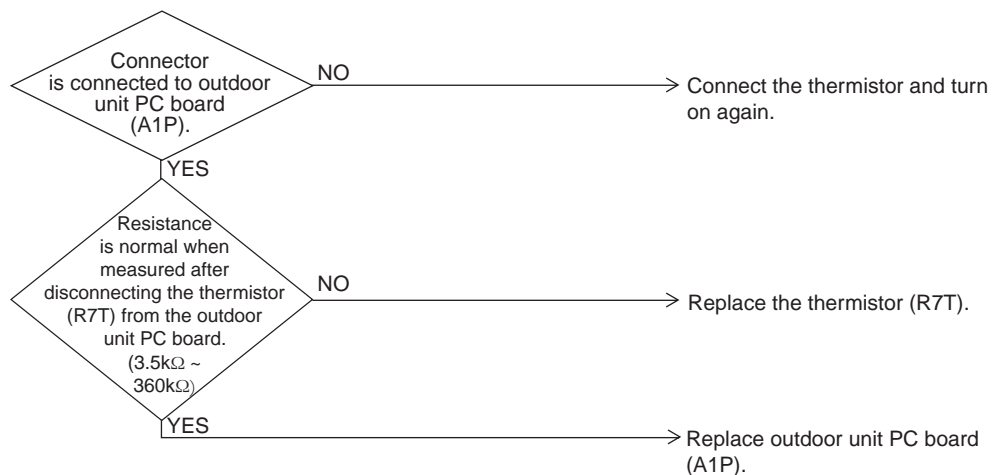 Connector
is connected to outdoor
unit PC board
(A1P).
NO
Connect the thermistor and turn
on again.
YES
Resistance
is normal when
measured after
disconnecting the thermistor
(R7T) from the outdoor
unit PC board.
(3.5kΩ ~
360kΩ)
NO
Replace the thermistor (R7T).
YES
Replace outdoor unit PC board
(A1P).